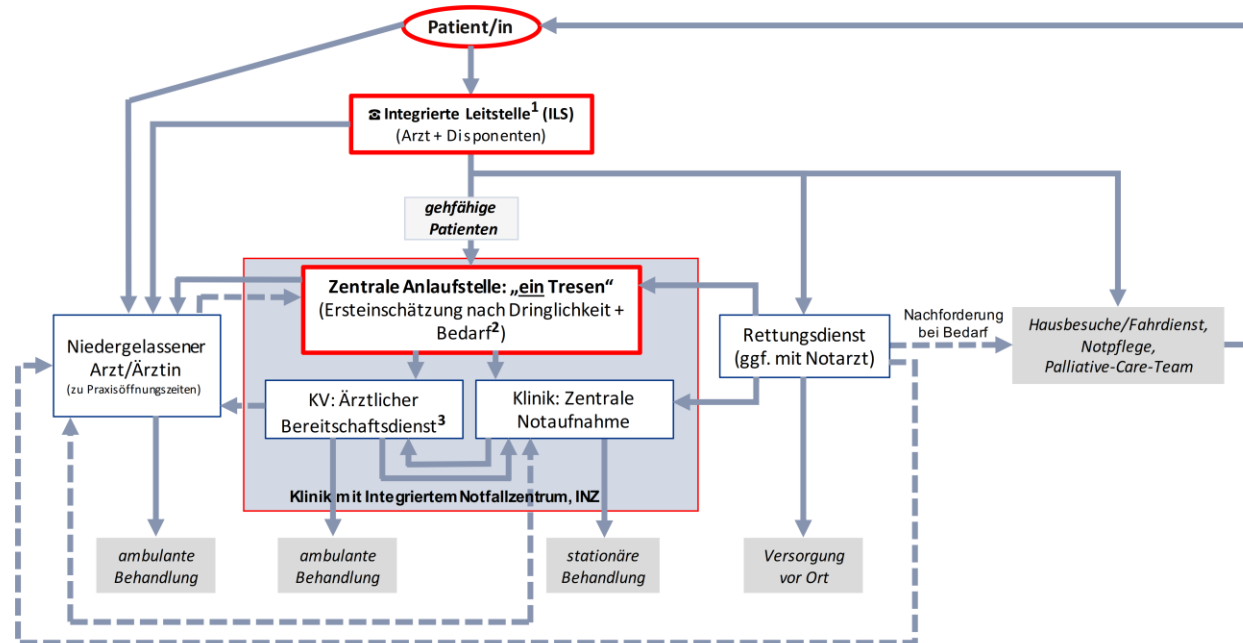 Patient/in
☎ Integrierte Leitstelle¹ (ILS)
(Arzt + Disponenten)
gehfähige
Patienten
Zentrale Anlaufstelle: „ein Tresen“
(Ersteinschätzung nach Dringlichkeit +
Bedarf²)
Niedergelassener
Arzt/Ärztin
(zu Praxisöffnungszeiten)
KV: Ärztlicher
Bereitschaftsdienst³
Klinik: Zentrale
Notaufnahme
Klinik mit Integriertem Notfallzentrum, INZ
Rettungsdienst
(ggf. mit Notarzt)
Nachforderung
bei Bedarf
Hausbesuche/Fahrdienst,
Notpflege,
Palliative-Care-Team
ambulante
Behandlung
ambulante
Behandlung
stationäre
Behandlung
Versorgung
vor Ort